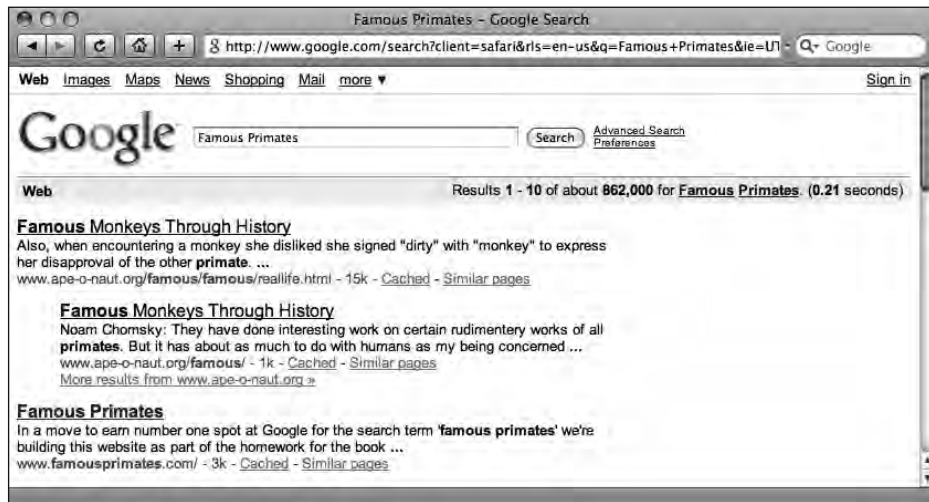 Famous Primates – Google Search
http://www.google.com/search?client=safari&rls=en-us&q=Famous+Primates&ie=UT
Google
Web Images Maps News Shopping Mail more ▼
Sign in
Google
Famous Primates
Search
Advanced Search
Preferences
Web
Results 1 - 10 of about 862,000 for Famous Primates. (0.21 seconds)
Famous Monkeys Through History
Also, when encountering a monkey she disliked she signed "dirty" with "monkey" to express
her disapproval of the other primate. ...
www.ape-o-naut.org/famous/famous/reallife.html - 15k - Cached - Similar pages
Famous Monkeys Through History
Noam Chomsky: They have done interesting work on certain rudimentery works of all
primates. But it has about as much to do with humans as my being concerned ...
www.ape-o-naut.org/famous/ - 1k - Cached - Similar pages
More results from www.ape-o-naut.org »
Famous Primates
In a move to earn number one spot at Google for the search term 'famous primates' we're
building this website as part of the homework for the book ...
www.famousprimates.com/ - 3k - Cached - Similar pages